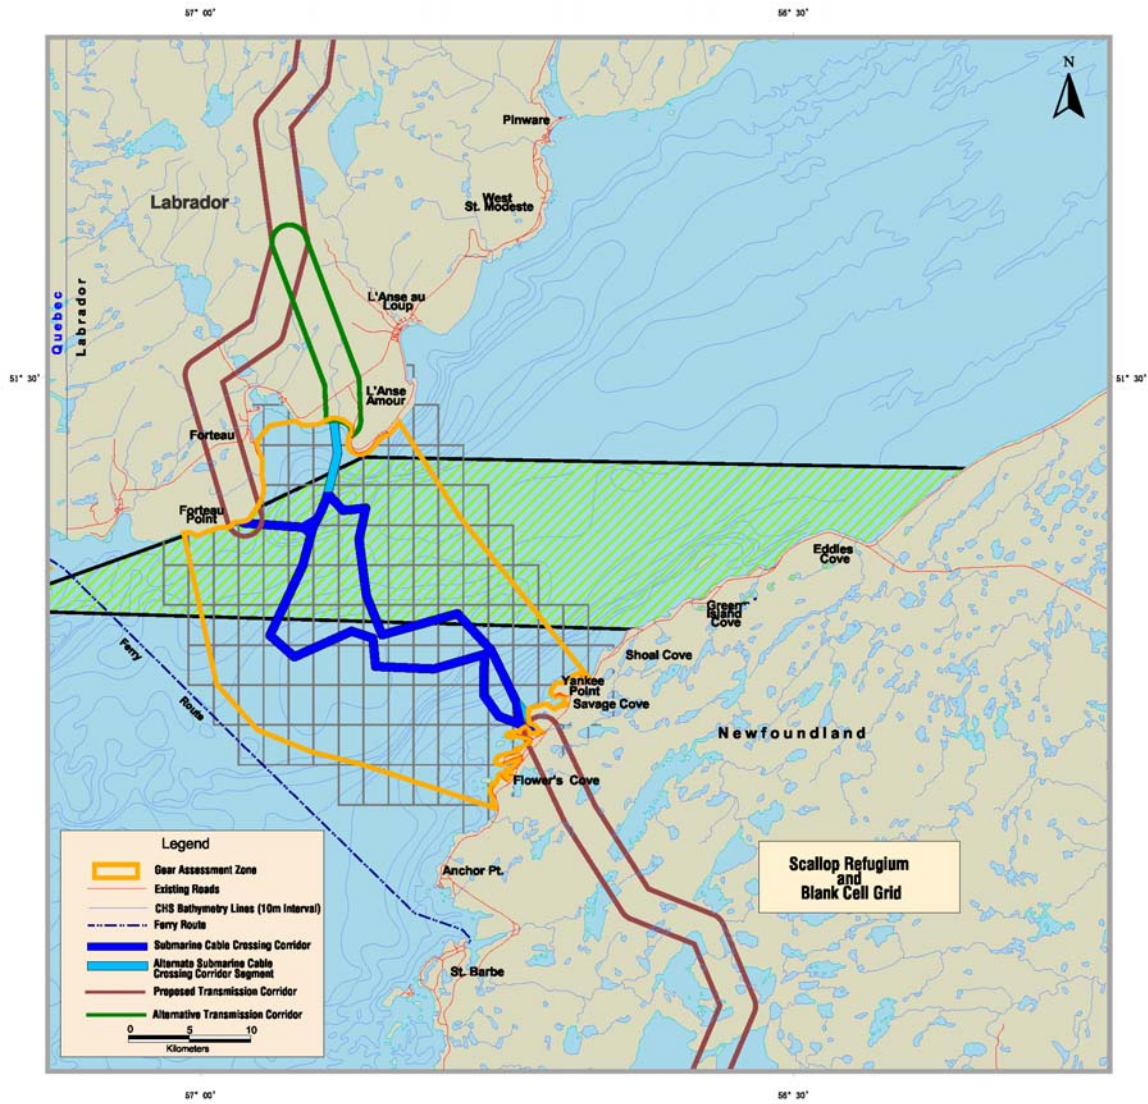 57° 00'
56° 30'
N
Pinware
West
St. Modeste
Labrador
L'Anse au
Loup
Quebec
Labrador
51° 30'
51° 30'
L'Anse
Amour
Forteau
Forteau
Point
Eddies
Cove
Green
Island
Cove
Ferry
Shoal Cove
Yankee
Point
Route
Savage Cove
Newfoundland
Flower's Cove
Legend
Gear Assessment Zone
Existing Roads
CHS Bathymetry Lines (10m Interval)
Ferry Route
Submarine Cable Crossing Corridor
Alternate Submarine Cable
Crossing Corridor Segment
Proposed Transmission Corridor
Alternative Transmission Corridor
0 5 10
Kilometers
Scallop Refugium
and
Blank Cell Grid
Anchor Pt.
St. Barbe
57° 00'
56° 30'